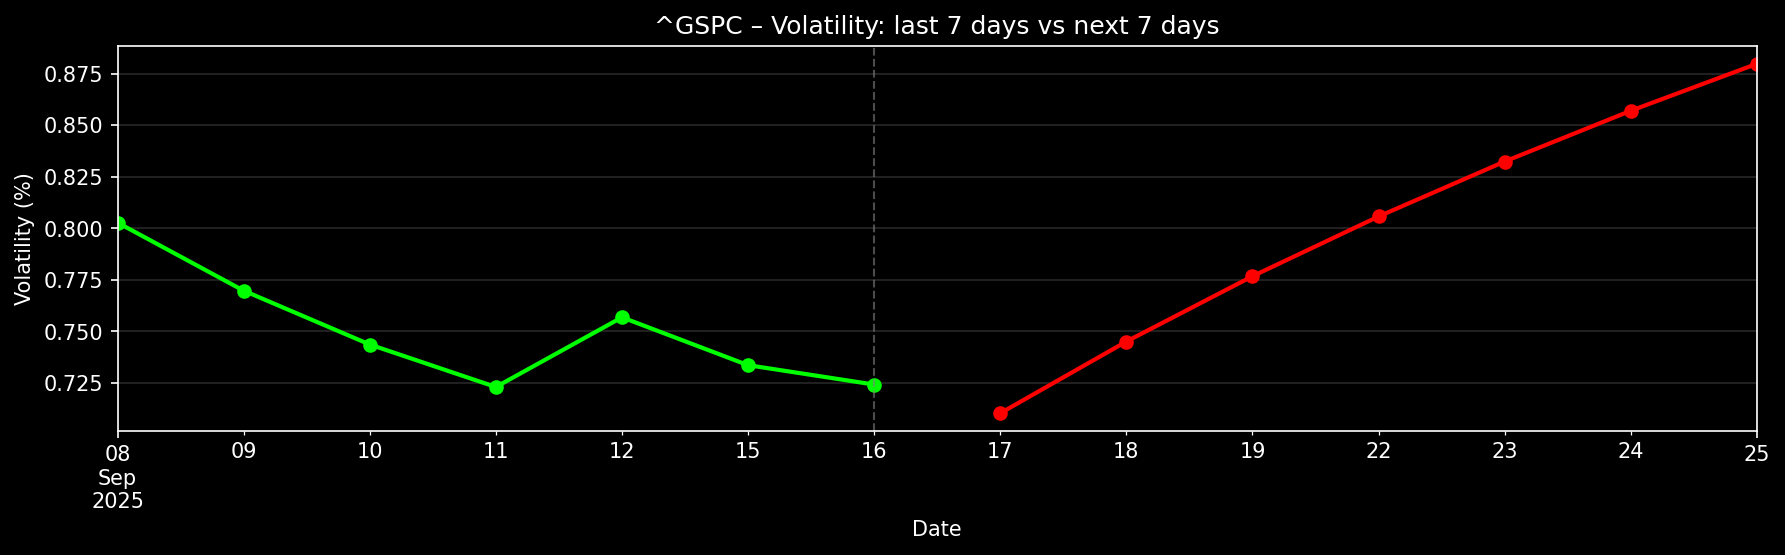 ^GSPC – Volatility: last 7 days vs next 7 days
Volatility (%)
0.875
0.850
0.825
0.800
0.775
0.750
0.725
08 09 10 11 12 15 16 17 18 19 22 23 24 25
Sep
2025
Date